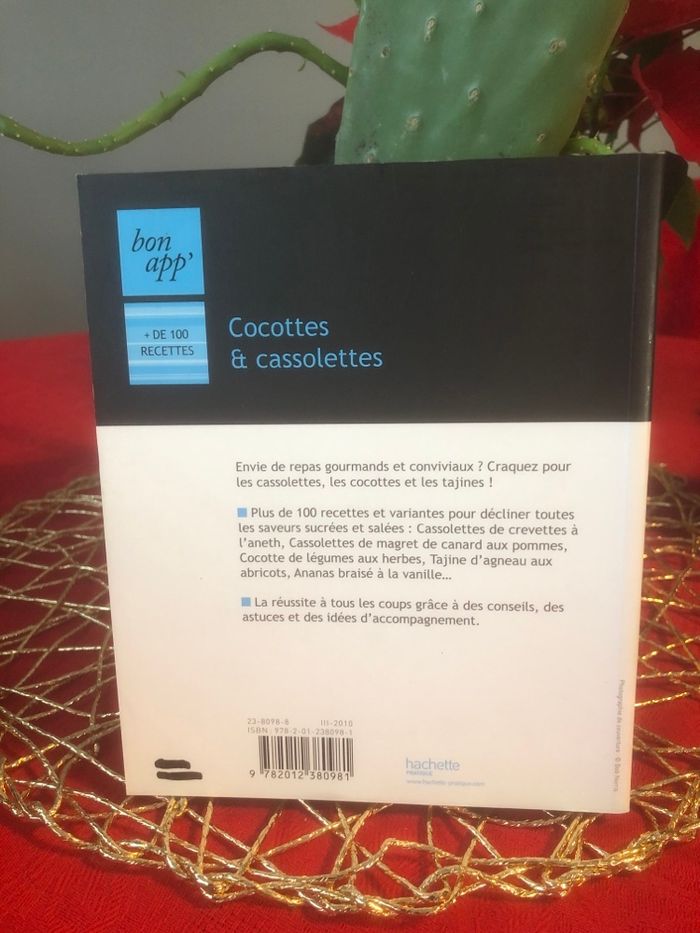 bon
app'
+ DE 100
RECETTES
Cocottes
& cassolettes
Envie de repas gourmands et conviviaux ? Craquez pour
les cassolettes, les cocottes et les tajines !
Plus de 100 recettes et variantes pour décliner toutes
les saveurs sucrées et salées : Cassolettes de crevettes à
l'aneth, Cassolettes de magret de canard aux pommes,
Cocotte de légumes aux herbes, Tajine d'agneau aux
abricots, Ananas braisé à la vanille...
La réussite à tous les coups grâce à des conseils, des
astuces et des idées d'accompagnement.
23-8098-8 III-2010
ISBN : 978-2-01-238098-1
9 782012 380981
hachette
PRATIQUE
www.hachette-pratique.com
Photographie de couverture : ©